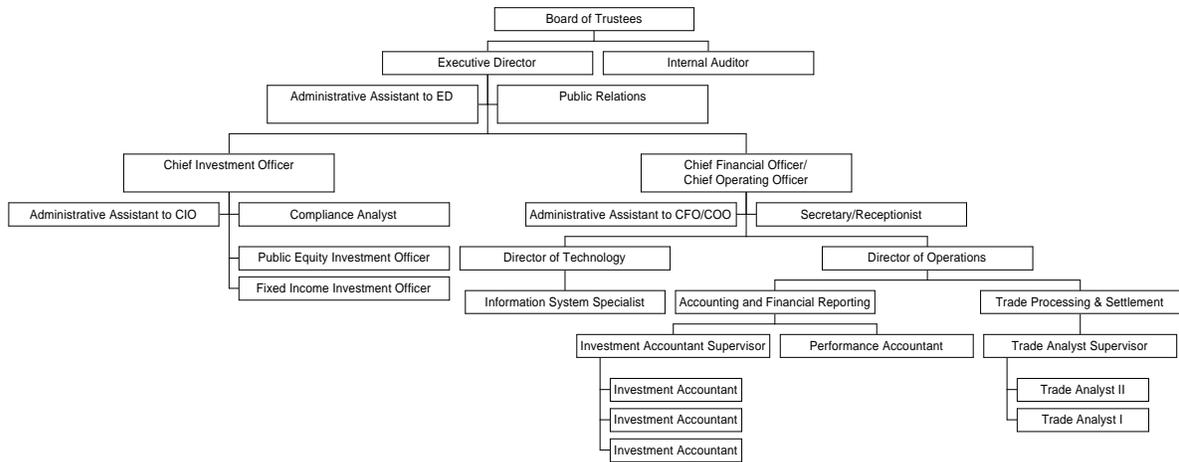 Board of Trustees
Executive Director
Internal Auditor
Administrative Assistant to ED
Public Relations
Chief Investment Officer
Chief Financial Officer/
Chief Operating Officer
Administrative Assistant to CIO
Compliance Analyst
Administrative Assistant to CFO/COO
Secretary/Receptionist
Public Equity Investment Officer
Director of Technology
Director of Operations
Fixed Income Investment Officer
Information System Specialist
Accounting and Financial Reporting
Trade Processing & Settlement
Investment Accountant Supervisor
Performance Accountant
Trade Analyst Supervisor
Investment Accountant
Trade Analyst II
Investment Accountant
Trade Analyst I
Investment Accountant